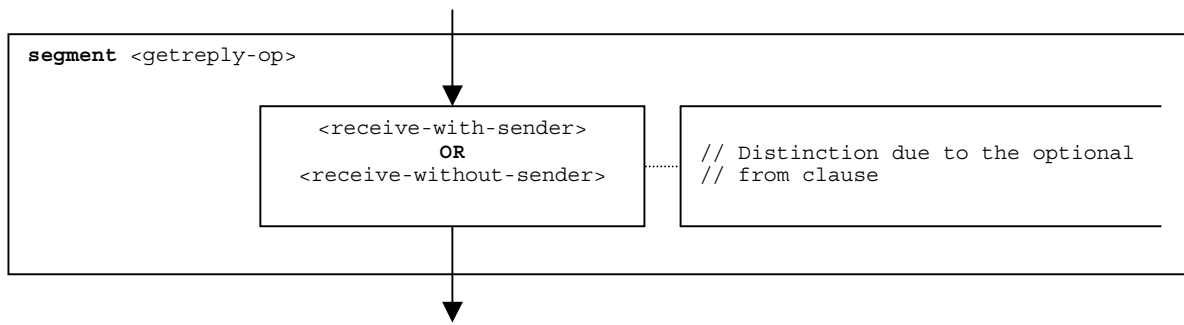 segment <getreply-op>
<receive-with-sender>
OR
<receive-without-sender>
// Distinction due to the optional
// from clause